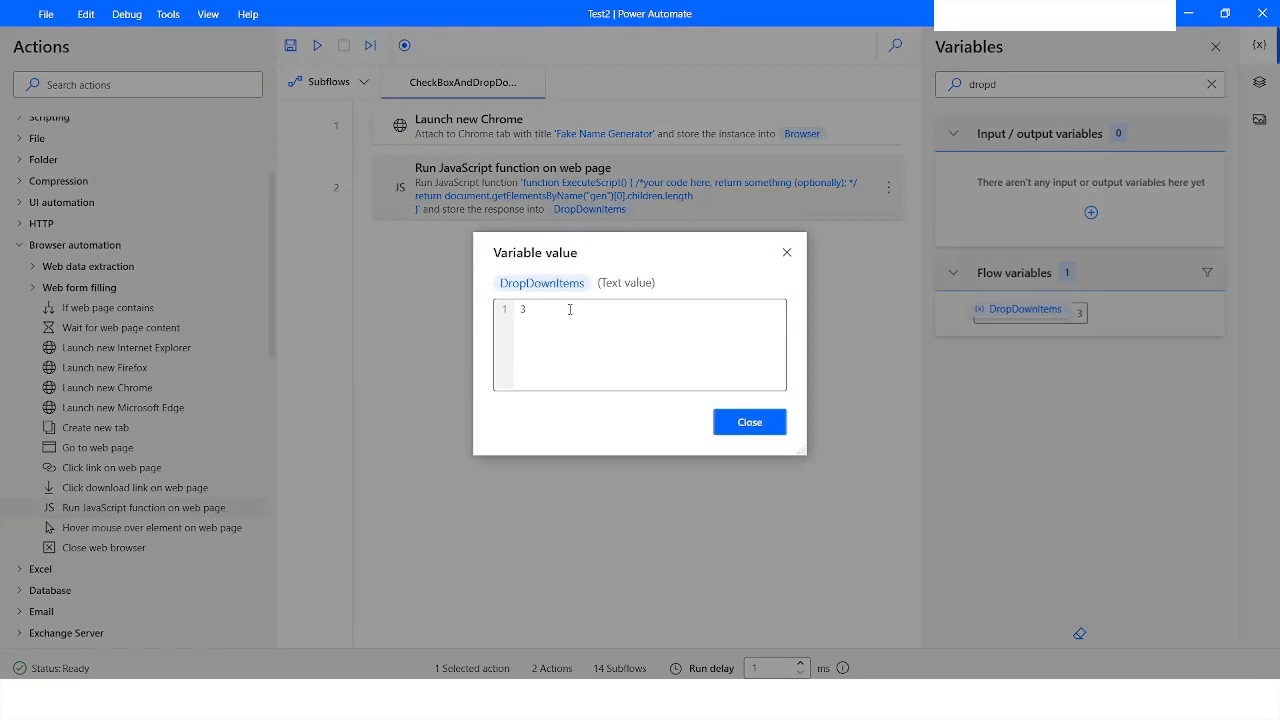 File Edit Debug Tools View Help
Test2 | Power Automate
Actions
Search actions
Scripting
File
Folder
Compression
UI automation
HTTP
Browser automation
Web data extraction
Web form filling
If web page contains
Wait for web page content
Launch new Internet Explorer
Launch new Firefox
Launch new Chrome
Launch new Microsoft Edge
Create new tab
Go to web page
Click link on web page
Click download link on web page
JS Run JavaScript function on web page
Hover mouse over element on web page
Close web browser
Excel
Database
Email
Exchange Server
Subflows
CheckBoxAndDropDo...
1
Launch new Chrome
Attach to Chrome tab with title 'Fake Name Generator' and store the instance into Browser
2
JS
Run JavaScript function on web page
Run JavaScript function 'function ExecuteScript() { /*your code here, return something (optionally); */
return document.getElementsByName("gen")[0].children.length
}' and store the response into DropDownItems
Variable value
DropDownItems (Text value)
1 3
Close
Variables
{x}
dropd
Input / output variables 0
There aren't any input or output variables here yet
Flow variables 1
(x) DropDownItems 3
Status: Ready
1 Selected action
2 Actions
14 Subflows
Run delay
1
ms